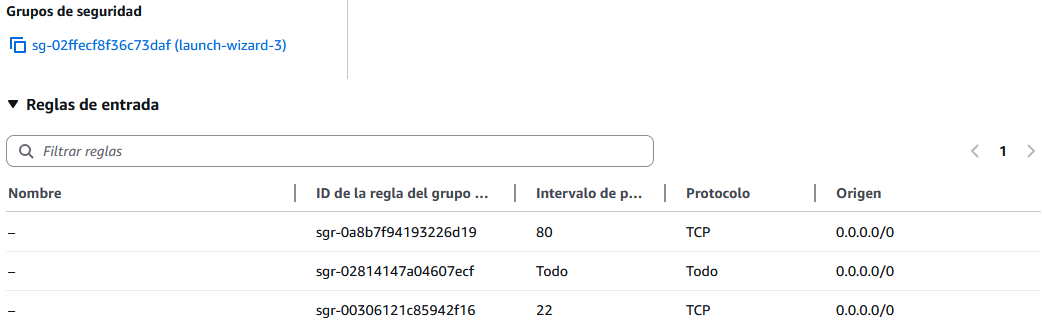 Grupos de seguridad
sg-02ffecf8f36c73daf (launch-wizard-3)
▼ Reglas de entrada
Filtrar reglas
1
Nombre ID de la regla del grupo ... Intervalo de p... Protocolo Origen
– sgr-0a8b7f94193226d19 80 TCP 0.0.0.0/0
– sgr-02814147a04607ecf Todo Todo 0.0.0.0/0
– sgr-00306121c85942f16 22 TCP 0.0.0.0/0